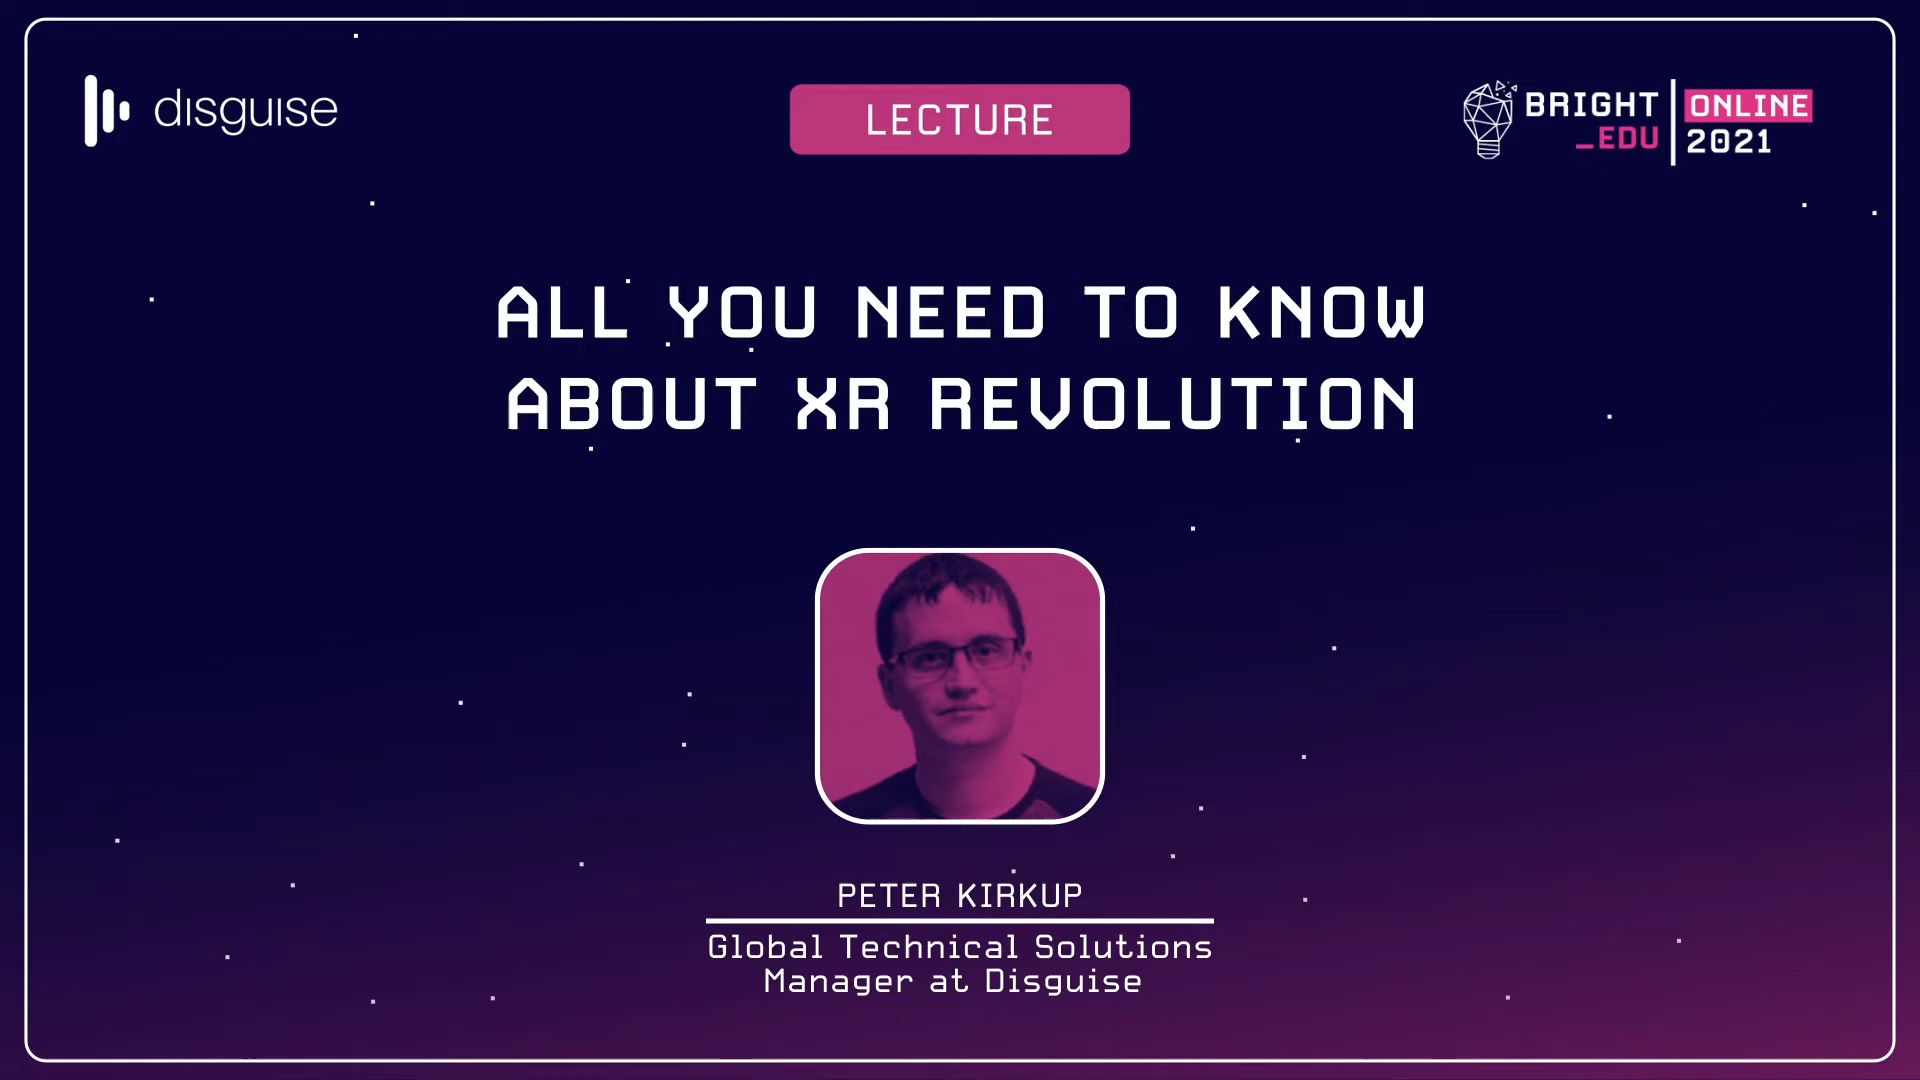 disguise
LECTURE
BRIGHT
_EDU
ONLINE
2021
ALL YOU NEED TO KNOW
ABOUT XR REVOLUTION
PETER KIRKUP
Global Technical Solutions
Manager at Disguise